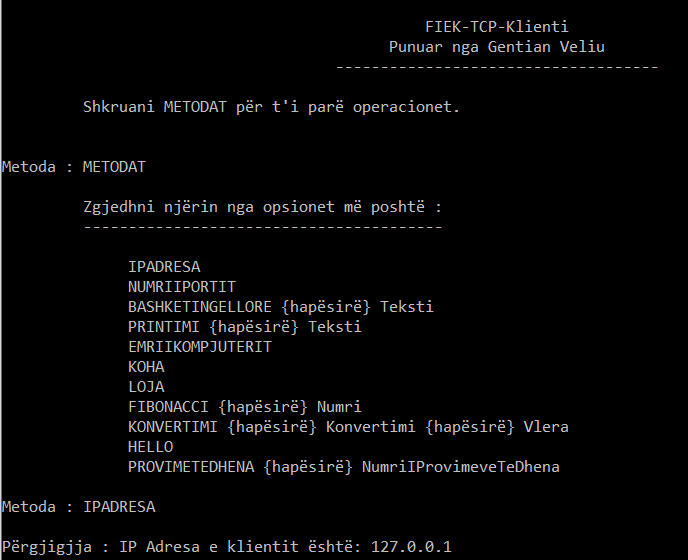 FIEK-TCP-Klienti
Punuar nga Gentian Veliu
------------------------------------
Shkruani METODAT për t'i parë operacionet.
Metoda : METODAT
Zgjedhni njërin nga opsionet më poshtë :
----------------------------------------
IPADRESA
NUMRIIPORTIT
BASHKETINGELLORE {hapësirë} Teksti
PRINTIMI {hapësirë} Teksti
EMRIIKOMPJUTERIT
KOHA
LOJA
FIBONACCI {hapësirë} Numri
KONVERTIMI {hapësirë} Konvertimi {hapësirë} Vlera
HELLO
PROVIMETEDHENA {hapësirë} NumriIProvimeveTeDhena
Metoda : IPADRESA
Përgjigjja : IP Adresa e klientit është: 127.0.0.1